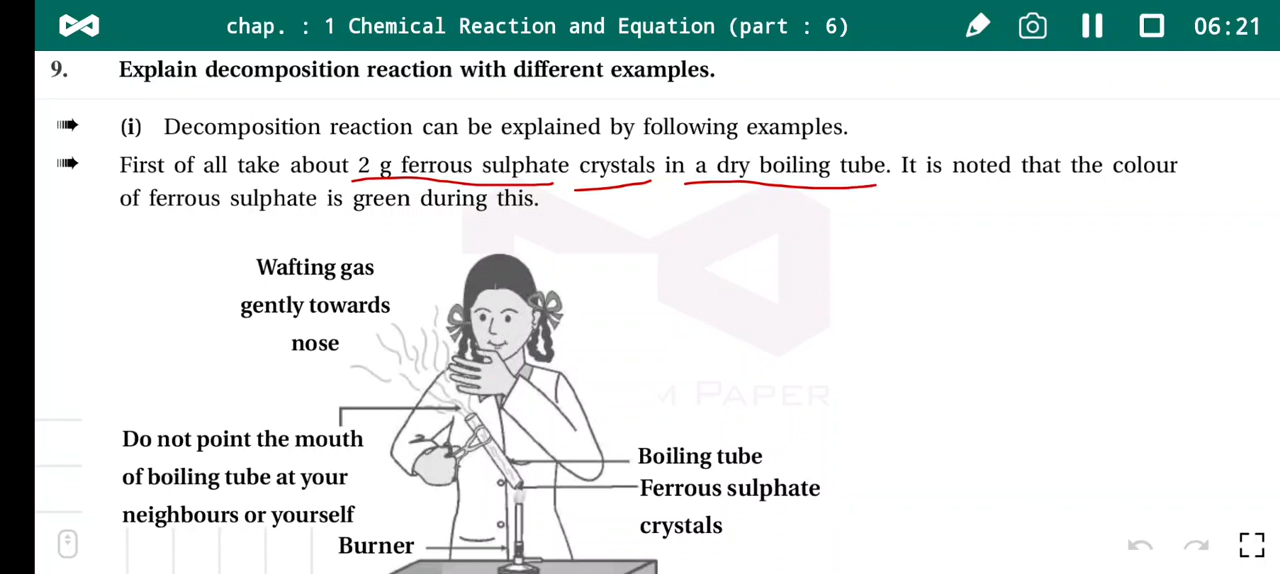 chap. : 1 Chemical Reaction and Equation (part : 6)
06:21
9. Explain decomposition reaction with different examples.
(i) Decomposition reaction can be explained by following examples.
First of all take about 2 g ferrous sulphate crystals in a dry boiling tube. It is noted that the colour
of ferrous sulphate is green during this.
Wafting gas
gently towards
nose
M PAPER
Do not point the mouth
of boiling tube at your
neighbours or yourself
Boiling tube
Ferrous sulphate
crystals
Burner